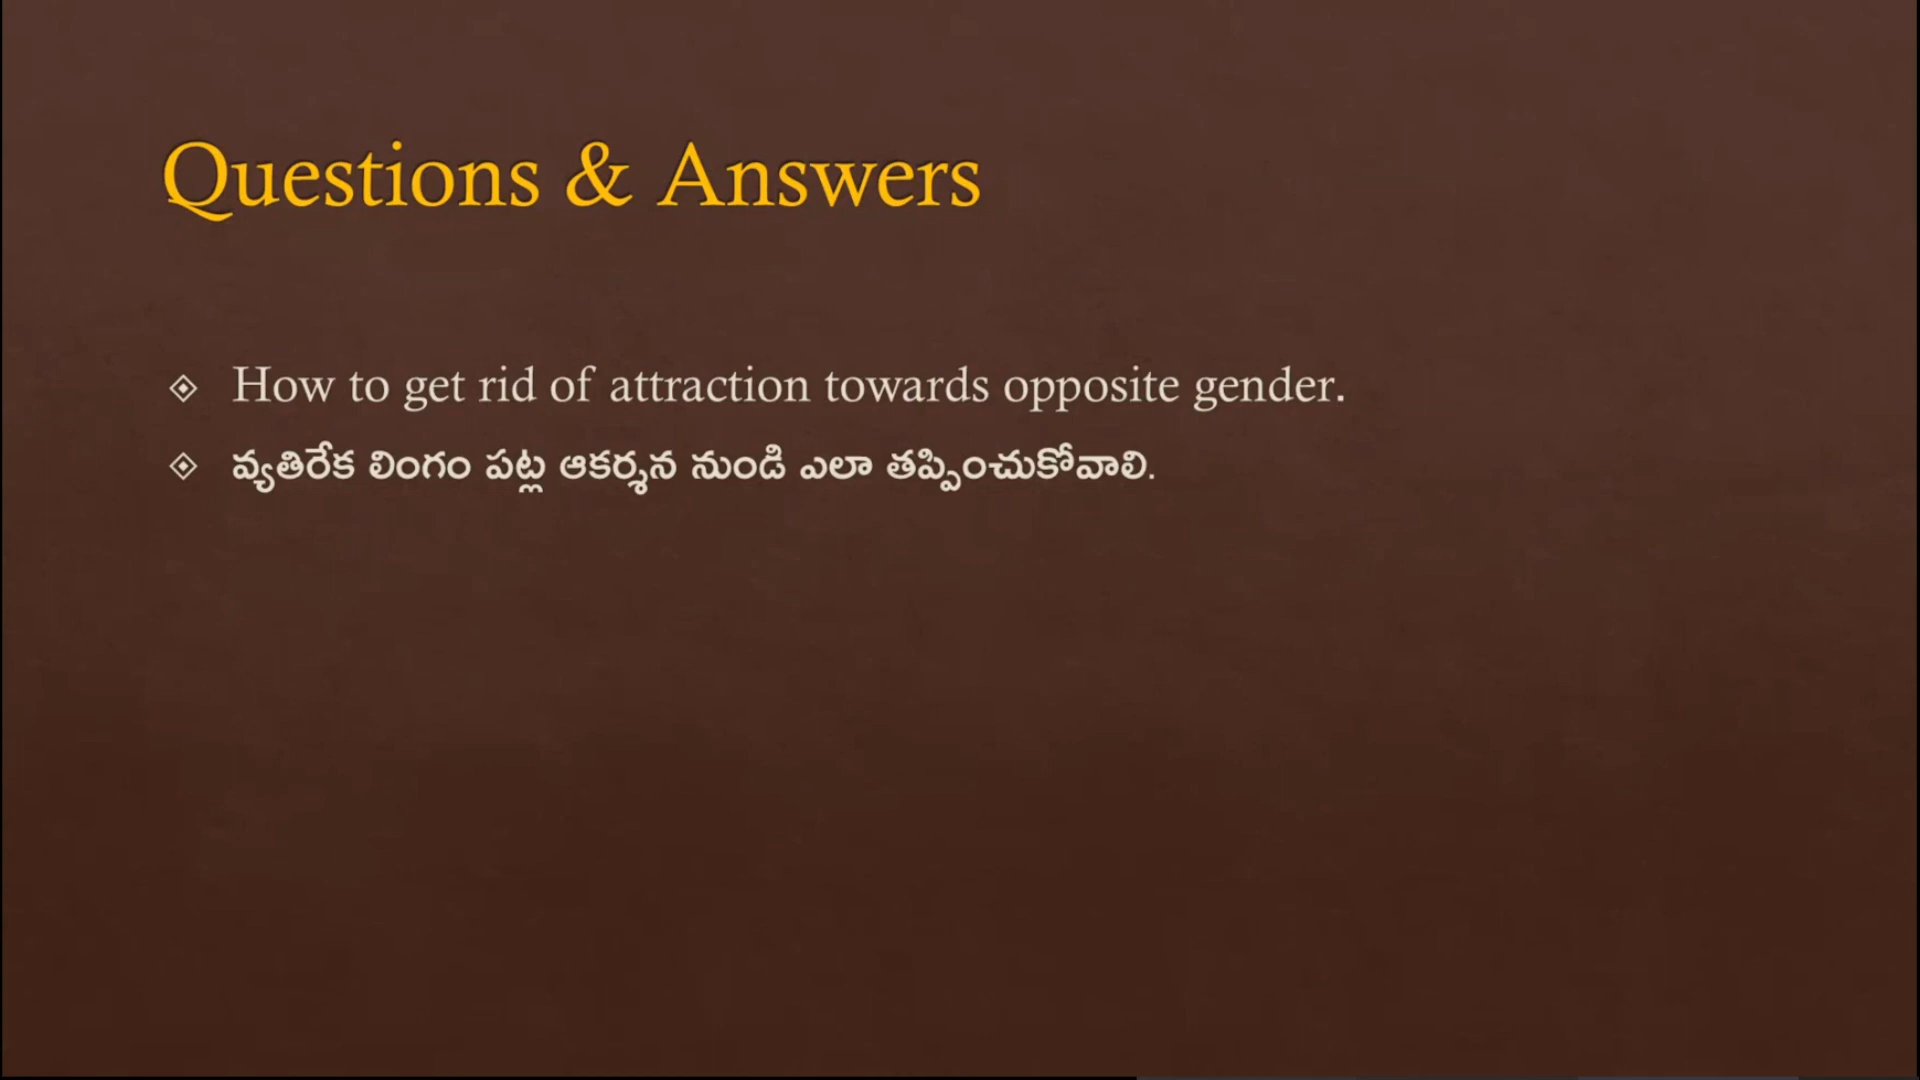 Questions & Answers
How to get rid of attraction towards opposite gender.
వ్యతిరేక లింగం పట్ల ఆకర్శన నుండి ఎలా తప్పించుకోవాలి.